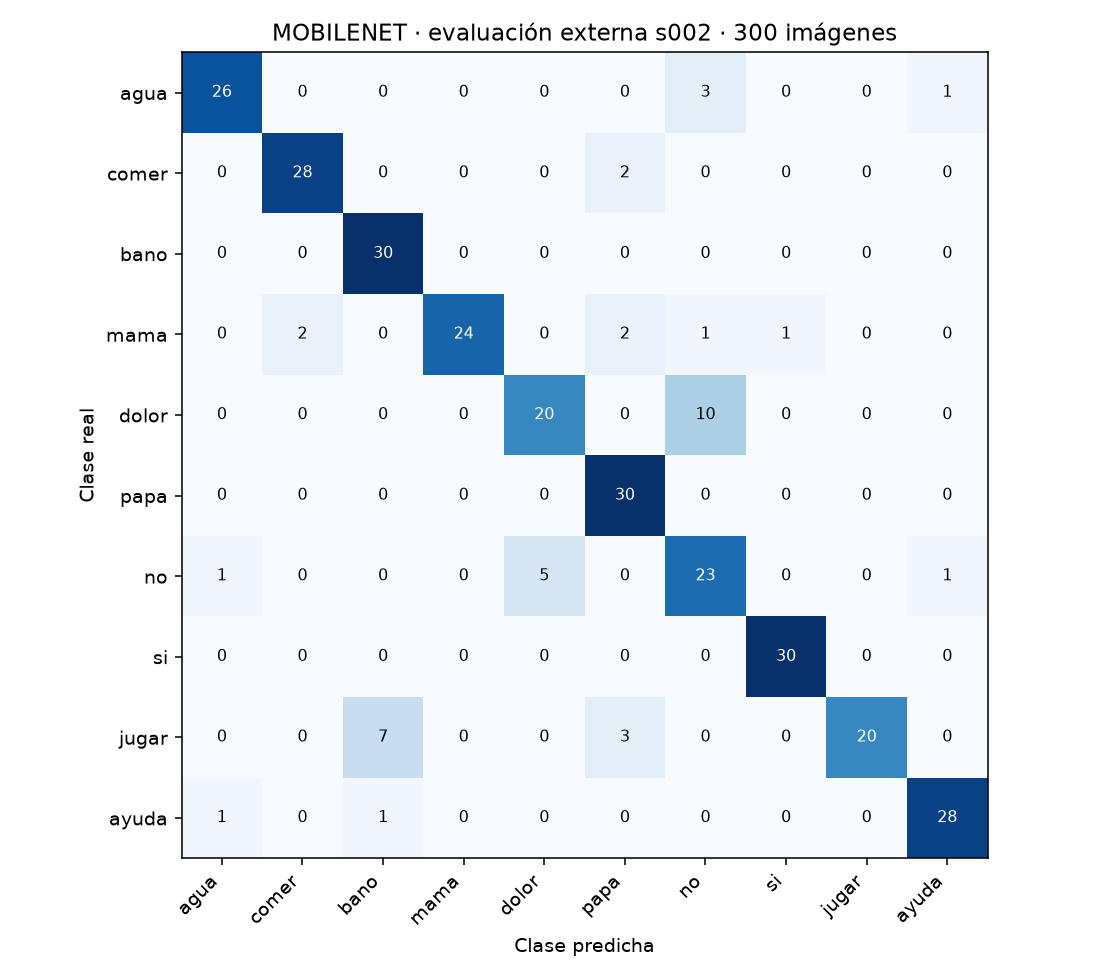 MOBILENET · evaluación externa s002 · 300 imágenes
agua 26 0 0 0 0 0 3 0 0 1
comer 0 28 0 0 0 2 0 0 0 0
bano 0 0 30 0 0 0 0 0 0 0
mama 0 2 0 24 0 2 1 1 0 0
dolor 0 0 0 0 20 0 10 0 0 0
papa 0 0 0 0 0 30 0 0 0 0
no 1 0 0 0 5 0 23 0 0 1
si 0 0 0 0 0 0 0 30 0 0
jugar 0 0 7 0 0 3 0 0 20 0
ayuda 1 0 1 0 0 0 0 0 0 28
Clase real
agua comer bano mama dolor papa no si jugar ayuda
Clase predicha